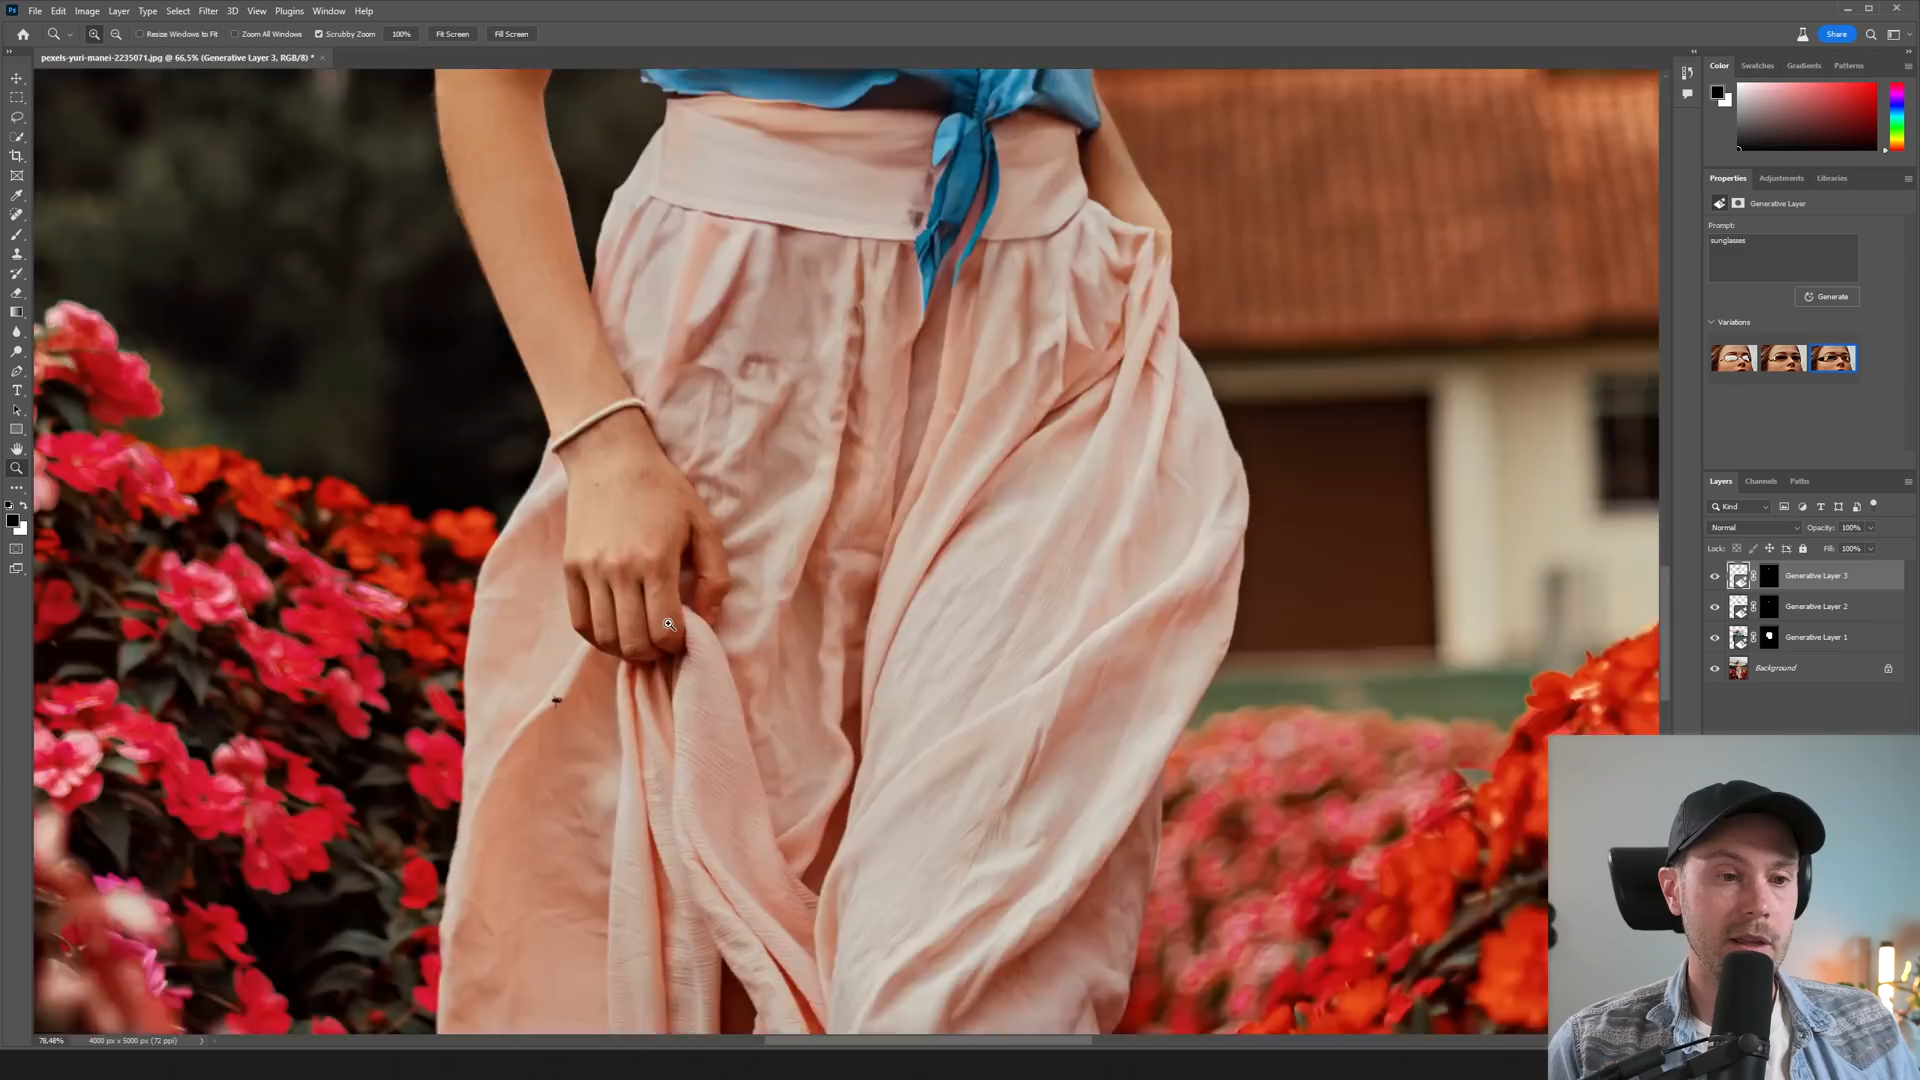 Ps File Edit Image Layer Type Select Filter 3D View Plugins Window Help
Resize Windows to Fit Zoom All Windows Scrubby Zoom 100% Fit Screen Fill Screen Share
pexels-yuri-manei-2235071.jpg @ 66,5% (Generative Layer 3, RGB/8) * ×
Color Swatches Gradients Patterns
Properties Adjustments Libraries
Generative Layer
Prompt:
sunglasses
Generate
Variations
Layers Channels Paths
Kind
Normal Opacity: 100%
Lock: Fill: 100%
Generative Layer 3
Generative Layer 2
Generative Layer 1
Background
78,48% 4000 px x 5000 px (72 ppi)